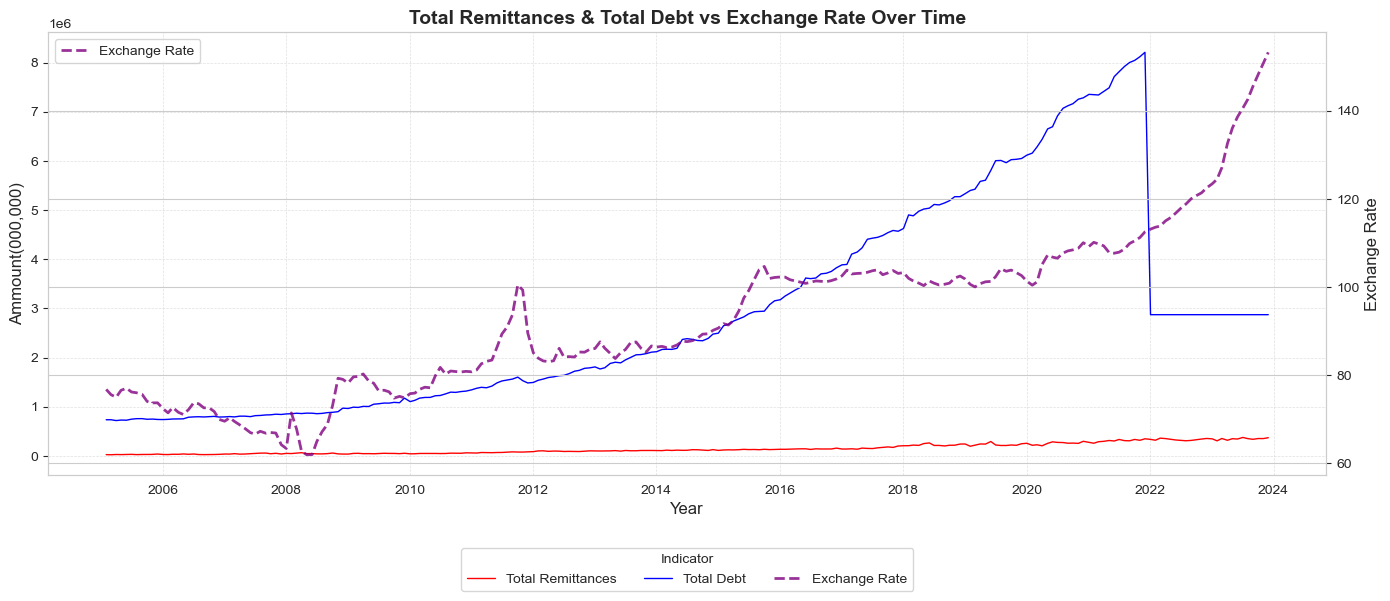 Total Remittances & Total Debt vs Exchange Rate Over Time
1e6
Exchange Rate
8
7
6
5
4
3
2
1
0
Ammount(000,000)
140
120
100
80
60
Exchange Rate
2006 2008 2010 2012 2014 2016 2018 2020 2022 2024
Year
Indicator
Total Remittances Total Debt Exchange Rate